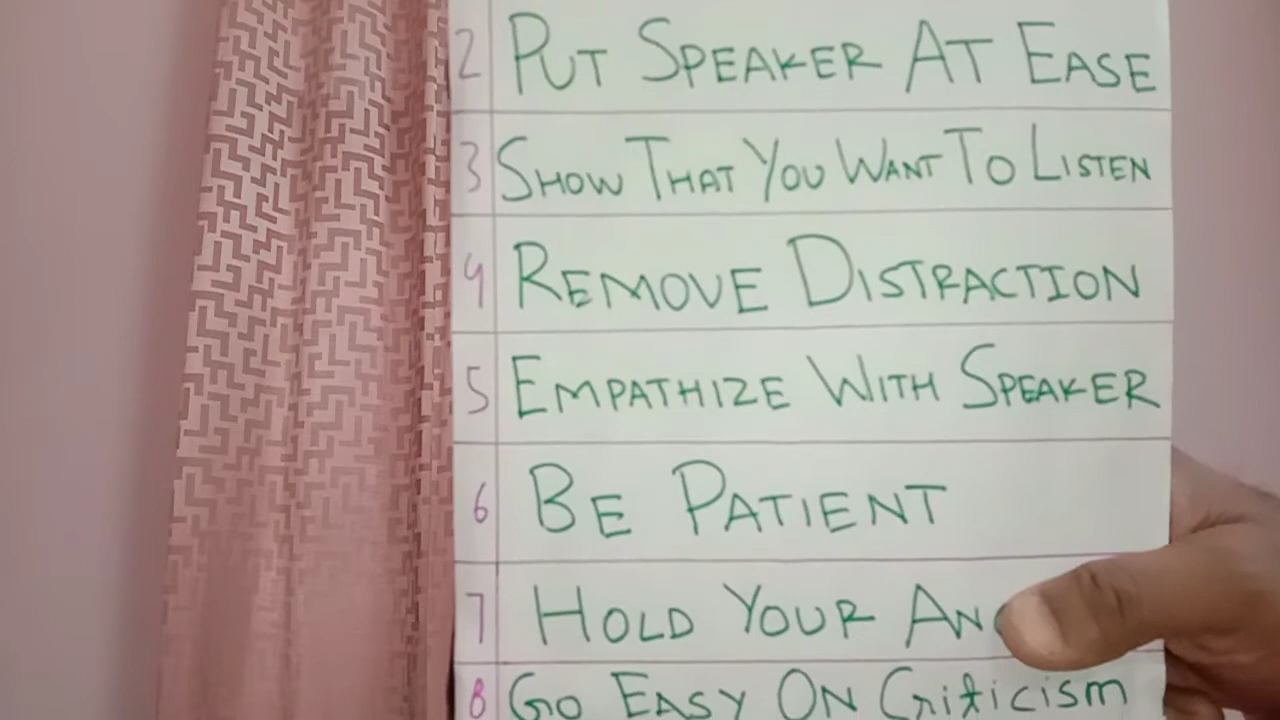 2 PUT SPEAKER AT EASE
3 SHOW THAT YOU WANT TO LISTEN
4 REMOVE DISTRACTION
5 EMPATHIZE WITH SPEAKER
6 BE PATIENT
7 HOLD YOUR
8 GO EASY ON CRiticism